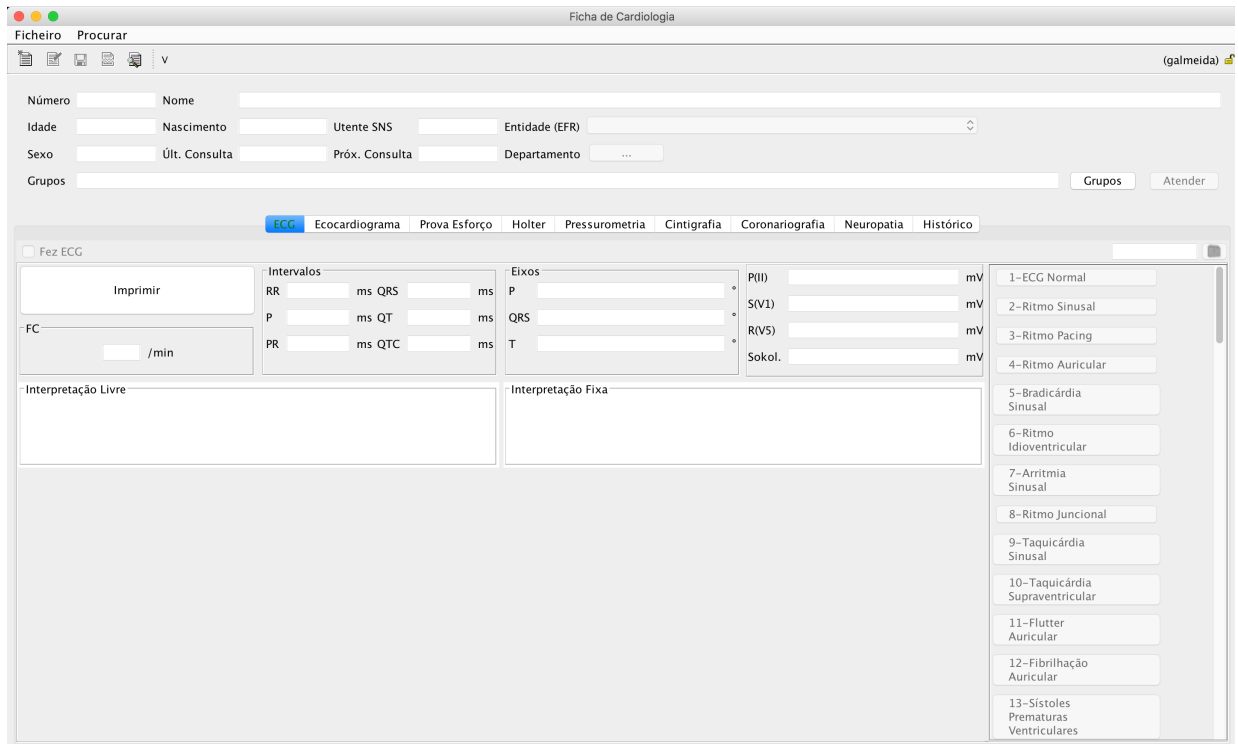 Ficha de Cardiologia
Ficheiro Procurar
V (galmeida)
Número Nome
Idade Nascimento Utente SNS Entidade (EFR)
Sexo Últ. Consulta Próx. Consulta Departamento ...
Grupos Grupos Atender
ECG Ecocardiograma Prova Esforço Holter Pressurometria Cintigrafia Coronariografia Neuropatia Histórico
Fez ECG
Imprimir
FC
/min
Intervalos
RR ms QRS ms
P ms QT ms
PR ms QTC ms
Eixos
P °
QRS °
T °
P(II) mV
S(V1) mV
R(V5) mV
Sokol. mV
Interpretação Livre
Interpretação Fixa
1-ECG Normal
2-Ritmo Sinusal
3-Ritmo Pacing
4-Ritmo Auricular
5-Bradicárdia
Sinusal
6-Ritmo
Idioventricular
7-Arritmia
Sinusal
8-Ritmo Juncional
9-Taquicárdia
Sinusal
10-Taquicárdia
Supraventricular
11-Flutter
Auricular
12-Fibrilhação
Auricular
13-Sístoles
Prematuras
Ventriculares